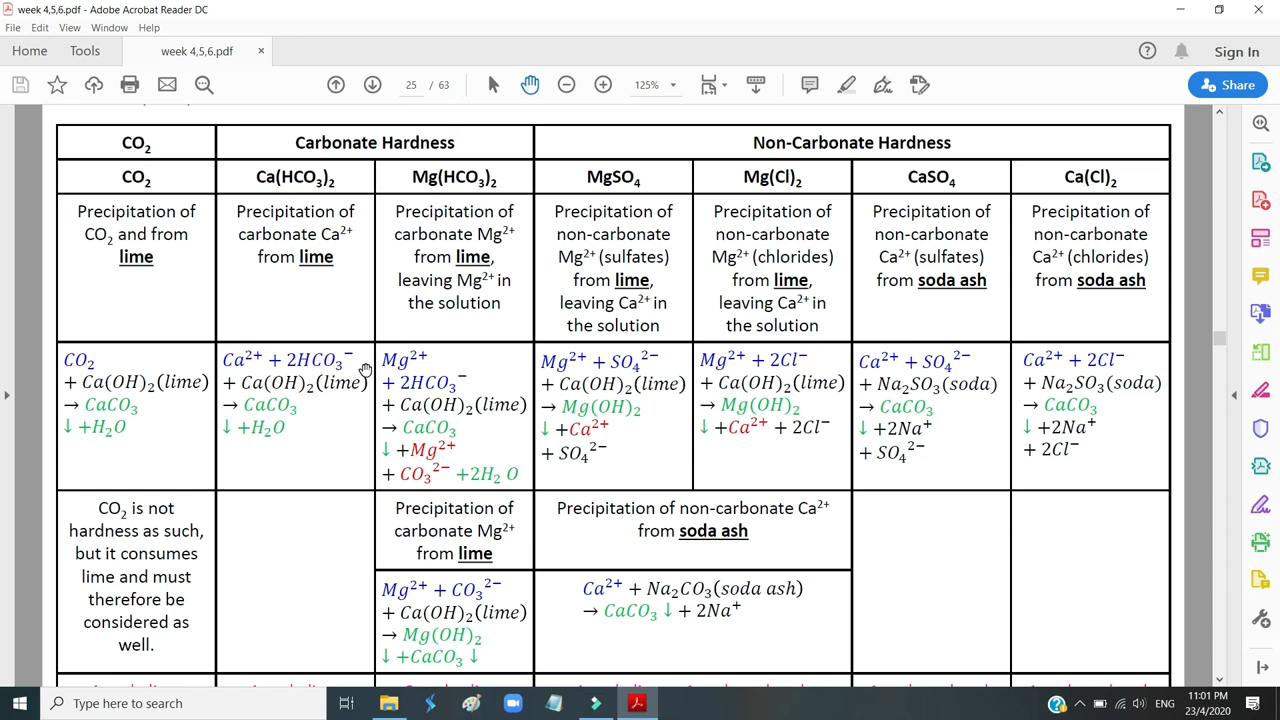 week 4,5,6.pdf - Adobe Acrobat Reader DC
File Edit View Window Help
Home Tools week 4,5,6.pdf × Sign In
25 / 63 125% Share
CO₂ Carbonate Hardness Non-Carbonate Hardness
CO₂ Ca(HCO₃)₂ Mg(HCO₃)₂ MgSO₄ Mg(Cl)₂ CaSO₄ Ca(Cl)₂
Precipitation of
CO₂ and from
lime
Precipitation of
carbonate Ca²⁺
from lime
Precipitation of
carbonate Mg²⁺
from lime,
leaving Mg²⁺ in
the solution
Precipitation of
non-carbonate
Mg²⁺ (sulfates)
from lime,
leaving Ca²⁺ in
the solution
Precipitation of
non-carbonate
Mg²⁺ (chlorides)
from lime,
leaving Ca²⁺ in
the solution
Precipitation of
non-carbonate
Ca²⁺ (sulfates)
from soda ash
Precipitation of
non-carbonate
Ca²⁺ (chlorides)
from soda ash
CO₂
+ Ca(OH)₂(lime)
→ CaCO₃
↓ +H₂O
Ca²⁺ + 2HCO₃⁻
+ Ca(OH)₂(lime)
→ CaCO₃
↓ +H₂O
Mg²⁺
+ 2HCO₃⁻
+ Ca(OH)₂(lime)
→ CaCO₃
↓ +Mg²⁺
+ CO₃²⁻ +2H₂ O
Mg²⁺ + SO₄²⁻
+ Ca(OH)₂(lime)
→ Mg(OH)₂
↓ +Ca²⁺
+ SO₄²⁻
Mg²⁺ + 2Cl⁻
+ Ca(OH)₂(lime)
→ Mg(OH)₂
↓ +Ca²⁺ + 2Cl⁻
Ca²⁺ + SO₄²⁻
+ Na₂SO₃(soda)
→ CaCO₃
↓ +2Na⁺
+ SO₄²⁻
Ca²⁺ + 2Cl⁻
+ Na₂SO₃(soda)
→ CaCO₃
↓ +2Na⁺
+ 2Cl⁻
CO₂ is not
hardness as such,
but it consumes
lime and must
therefore be
considered as
well.
Precipitation of
carbonate Mg²⁺
from lime
Precipitation of non-carbonate Ca²⁺
from soda ash
Mg²⁺ + CO₃²⁻
+ Ca(OH)₂(lime)
→ Mg(OH)₂
↓ +CaCO₃ ↓
Ca²⁺ + Na₂CO₃(soda ash)
→ CaCO₃ ↓ + 2Na⁺
Type here to search
ENG
11:01 PM
23/4/2020